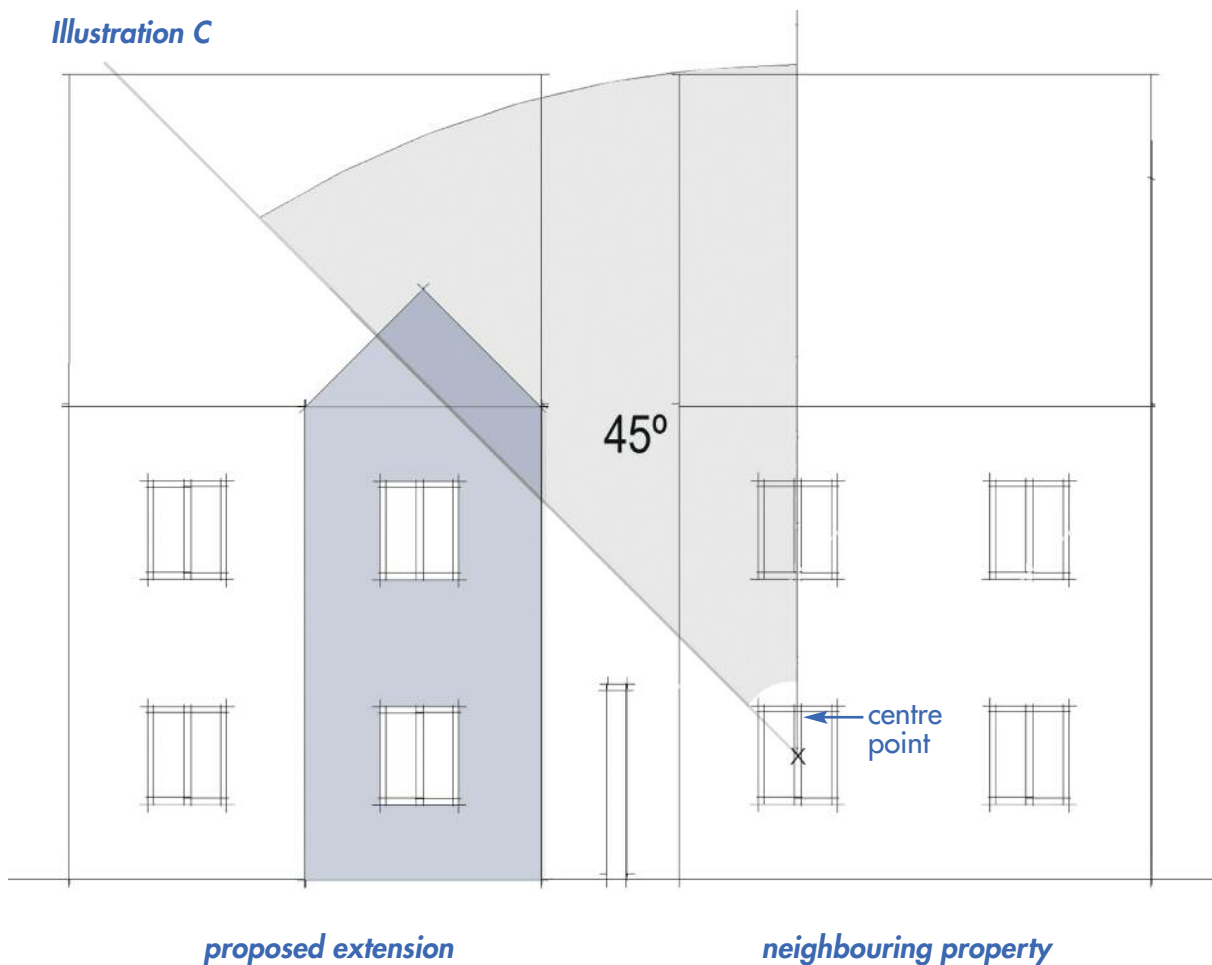 Illustration C
45º
centre
point
X
proposed extension
neighbouring property